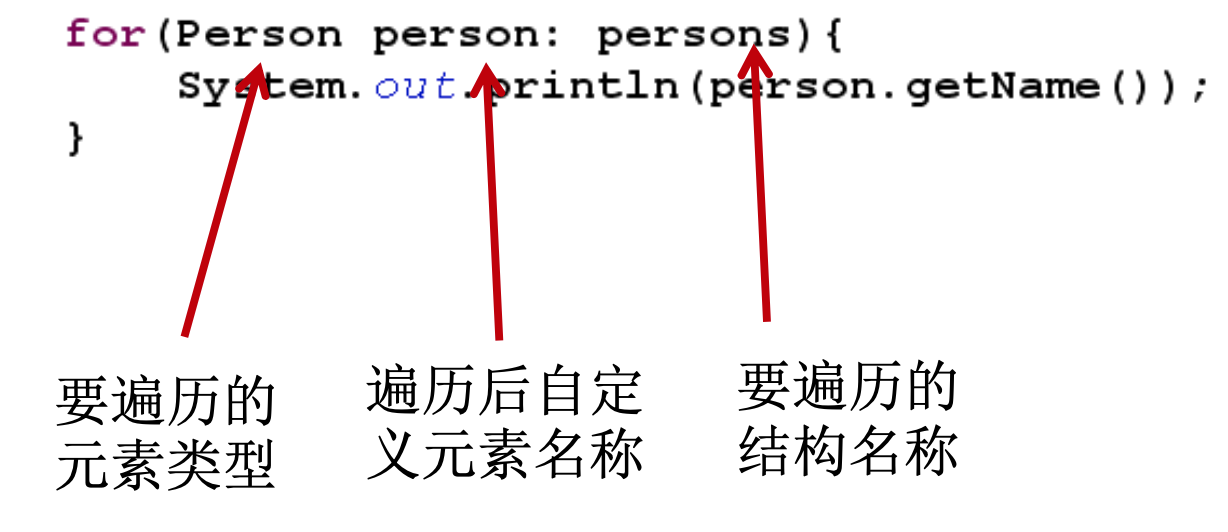 for(Person person: persons){
System.out.println(person.getName());
}
要遍历的
元素类型
遍历后自定
义元素名称
要遍历的
结构名称